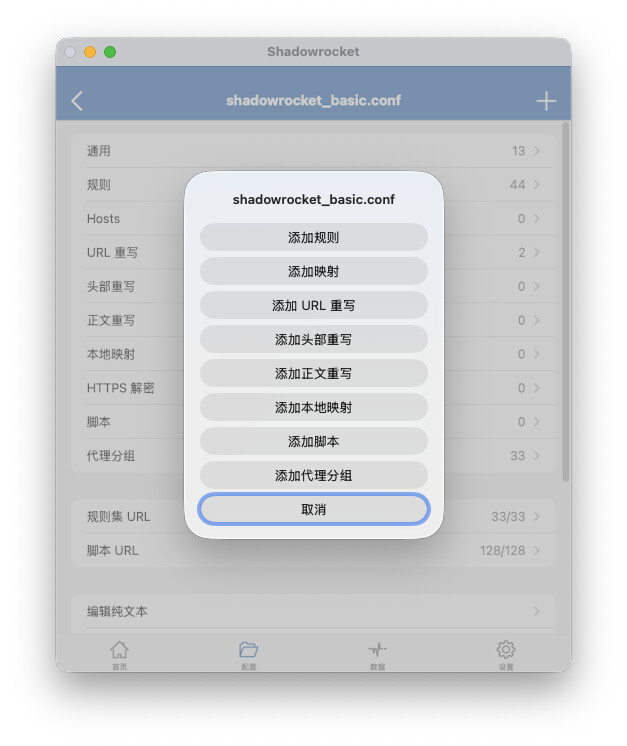 Shadowrocket
shadowrocket_basic.conf
通用 13
规则 44
Hosts 0
URL 重写 2
头部重写 0
正文重写 0
本地映射 0
HTTPS 解密 0
脚本 0
代理分组 33
规则集 URL 33/33
脚本 URL 128/128
编辑纯文本
shadowrocket_basic.conf
添加规则
添加映射
添加 URL 重写
添加头部重写
添加正文重写
添加本地映射
添加脚本
添加代理分组
取消
首页 配置 数据 设置